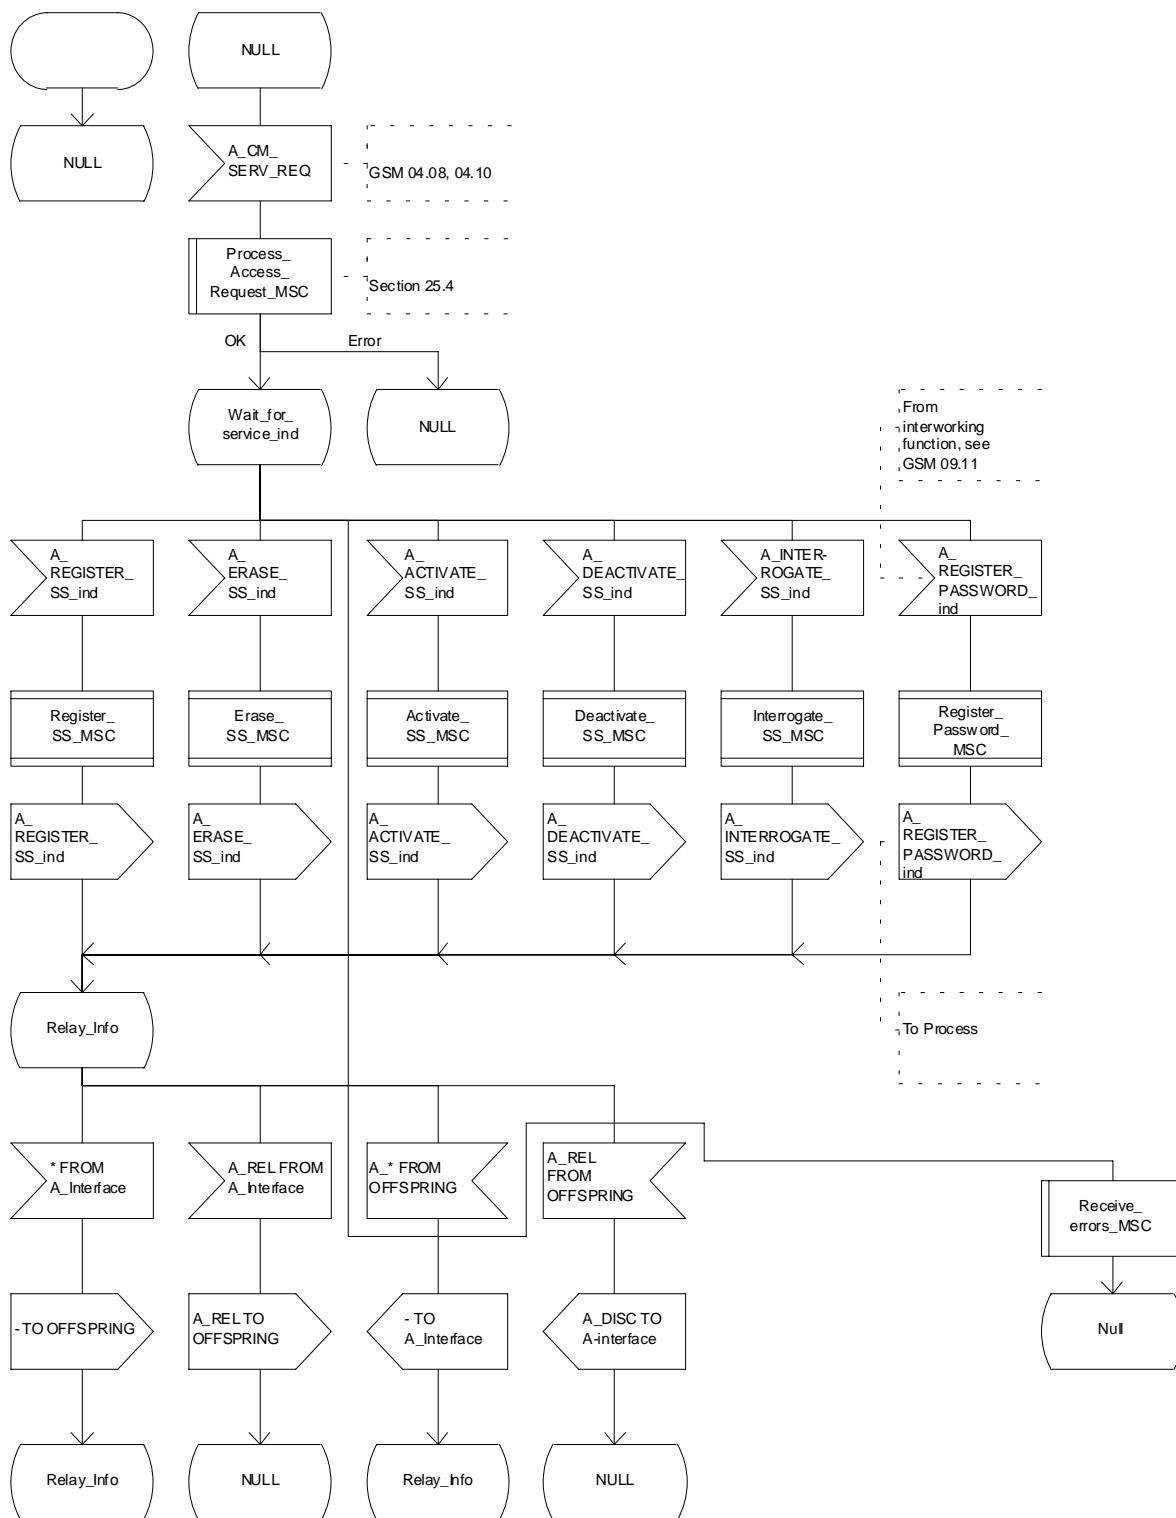 NULL
NULL
A_CM_
SERV_REQ
GSM 04.08, 04.10
Process_
Access_
Request_MSC
Section 25.4
OK
Error
Wait_for_
service_ind
NULL
From
interworking
function, see
GSM 09.11
A_
REGISTER_
SS_ind
A_
ERASE_
SS_ind
A_
ACTIVATE_
SS_ind
A_
DEACTIVATE_
SS_ind
A_INTER-
ROGATE_
SS_ind
A_
REGISTER_
PASSWORD_
ind
Register_
SS_MSC
Erase_
SS_MSC
Activate_
SS_MSC
Deactivate_
SS_MSC
Interrogate_
SS_MSC
Register_
Password_
MSC
A_
REGISTER_
SS_ind
A_
ERASE_
SS_ind
A_
ACTIVATE_
SS_ind
A_
DEACTIVATE_
SS_ind
A_
INTERROGATE_
SS_ind
A_
REGISTER_
PASSWORD_
ind
Relay_Info
To Process
* FROM
A_Interface
A_REL FROM
A_Interface
A_* FROM
OFFSPRING
A_REL
FROM
OFFSPRING
Receive_
errors_MSC
- TO OFFSPRING
A_REL TO
OFFSPRING
- TO
A_Interface
A_DISC TO
A-interface
Null
Relay_Info
NULL
Relay_Info
NULL